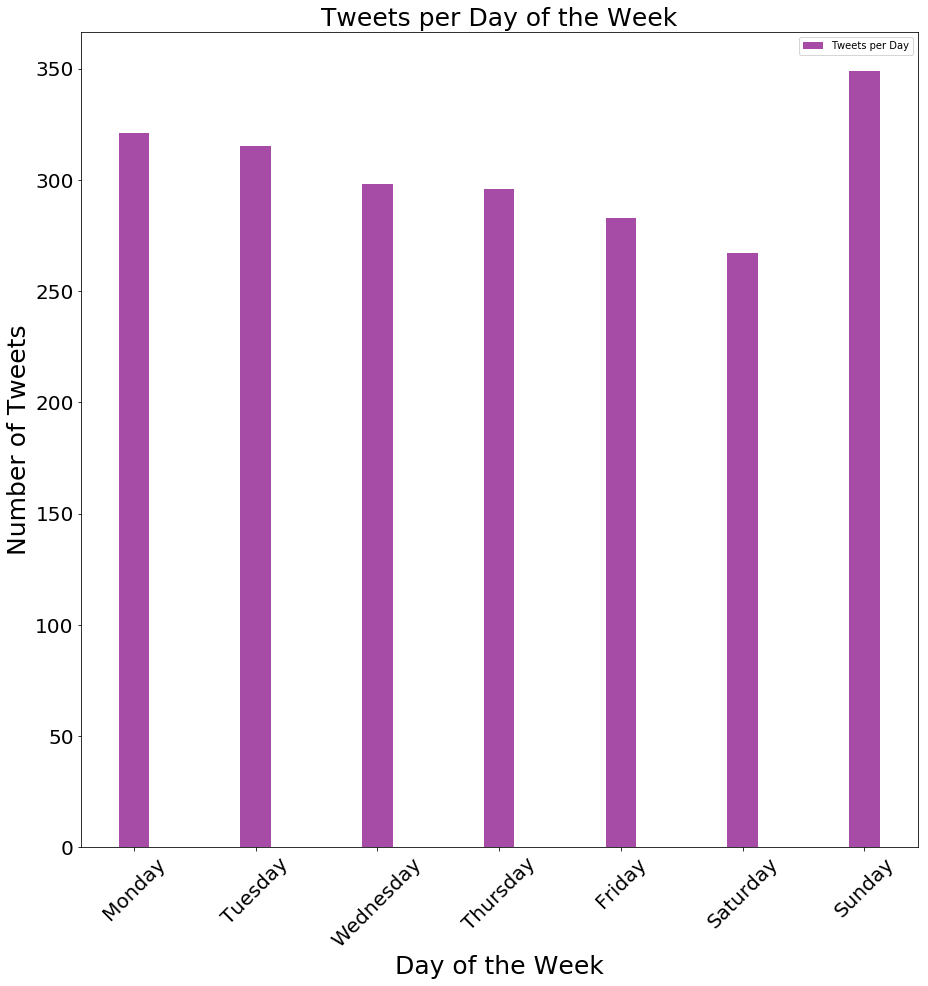 Tweets per Day of the Week
Tweets per Day
350
300
250
200
150
100
50
0
Number of Tweets
Monday
Tuesday
Wednesday
Thursday
Friday
Saturday
Sunday
Day of the Week